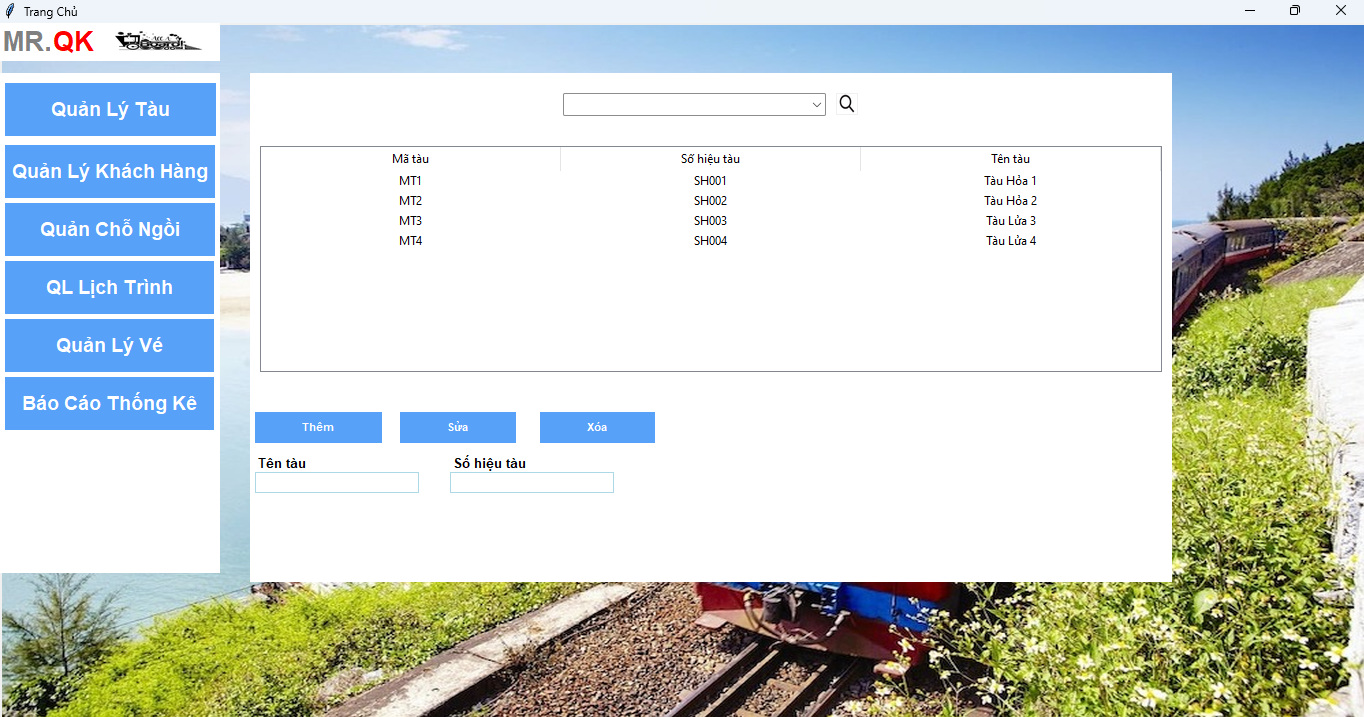 Trang Chủ
MR.QK
Board!
Quản Lý Tàu
Quản Lý Khách Hàng
Quản Chỗ Ngồi
QL Lịch Trình
Quản Lý Vé
Báo Cáo Thống Kê
Mã tàu Số hiệu tàu Tên tàu
MT1 SH001 Tàu Hỏa 1
MT2 SH002 Tàu Hỏa 2
MT3 SH003 Tàu Lửa 3
MT4 SH004 Tàu Lửa 4
Thêm Sửa Xóa
Tên tàu Số hiệu tàu